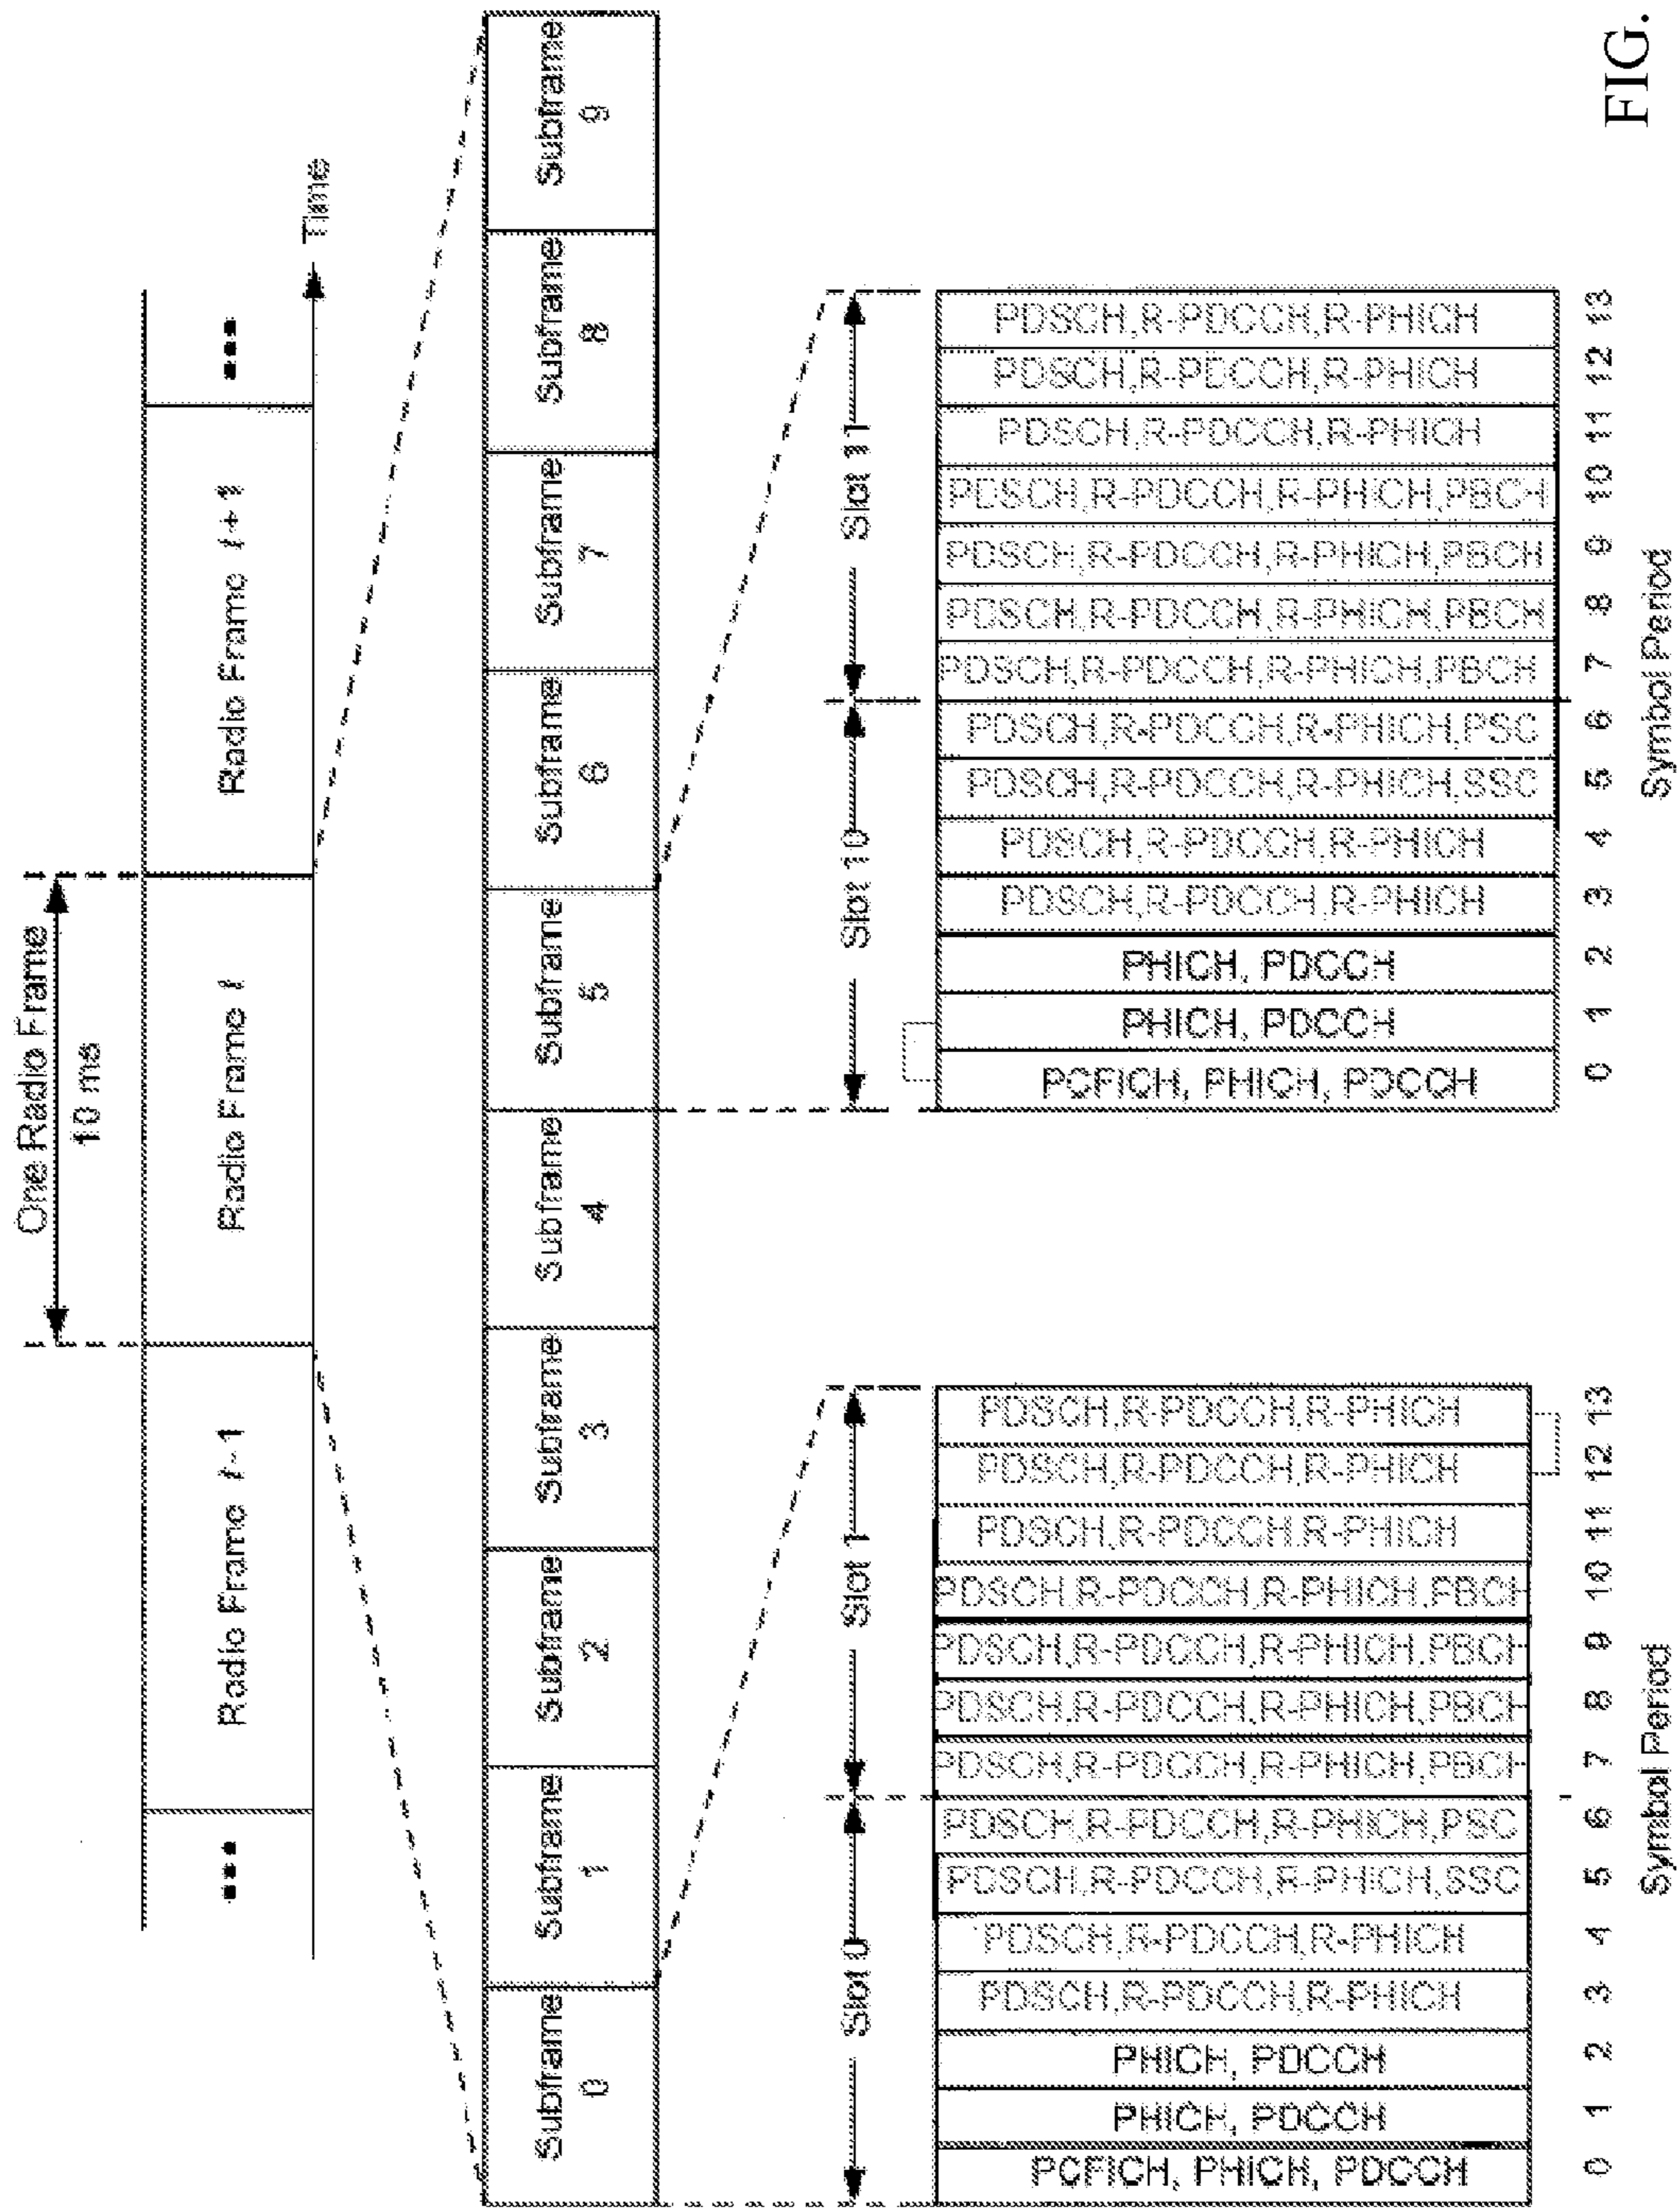 One Radio Frame
10 ms
Radio Frame t-1
Radio Frame t
Radio Frame t+1
Time
Subframe 0
Subframe 1
Subframe 2
Subframe 3
Subframe 4
Subframe 5
Subframe 6
Subframe 7
Subframe 8
Subframe 9
Slot 0
Slot 1
PCFICH, PHICH, PDCCH
PHICH, PDCCH
PHICH, PDCCH
PDSCH,R-PDCCH,R-PHICH
PDSCH,R-PDCCH,R-PHICH
PDSCH,R-PDCCH,R-PHICH,SSC
PDSCH,R-PDCCH,R-PHICH,PSC
PDSCH,R-PDCCH,R-PHICH,PBCH
PDSCH,R-PDCCH,R-PHICH,PBCH
PDSCH,R-PDCCH,R-PHICH,PBCH
PDSCH,R-PDCCH,R-PHICH,PBCH
PDSCH,R-PDCCH,R-PHICH
PDSCH,R-PDCCH,R-PHICH
PDSCH,R-PDCCH,R-PHICH
0 1 2 3 4 5 6 7 8 9 10 11 12 13
Symbol Period
Slot 10
Slot 11
PCFICH, PHICH, PDCCH
PHICH, PDCCH
PHICH, PDCCH
PDSCH,R-PDCCH,R-PHICH
PDSCH,R-PDCCH,R-PHICH
PDSCH,R-PDCCH,R-PHICH,SSC
PDSCH,R-PDCCH,R-PHICH,PSC
PDSCH,R-PDCCH,R-PHICH,PBCH
PDSCH,R-PDCCH,R-PHICH,PBCH
PDSCH,R-PDCCH,R-PHICH,PBCH
PDSCH,R-PDCCH,R-PHICH,PBCH
PDSCH,R-PDCCH,R-PHICH
PDSCH,R-PDCCH,R-PHICH
PDSCH,R-PDCCH,R-PHICH
0 1 2 3 4 5 6 7 8 9 10 11 12 13
Symbol Period
FIG.